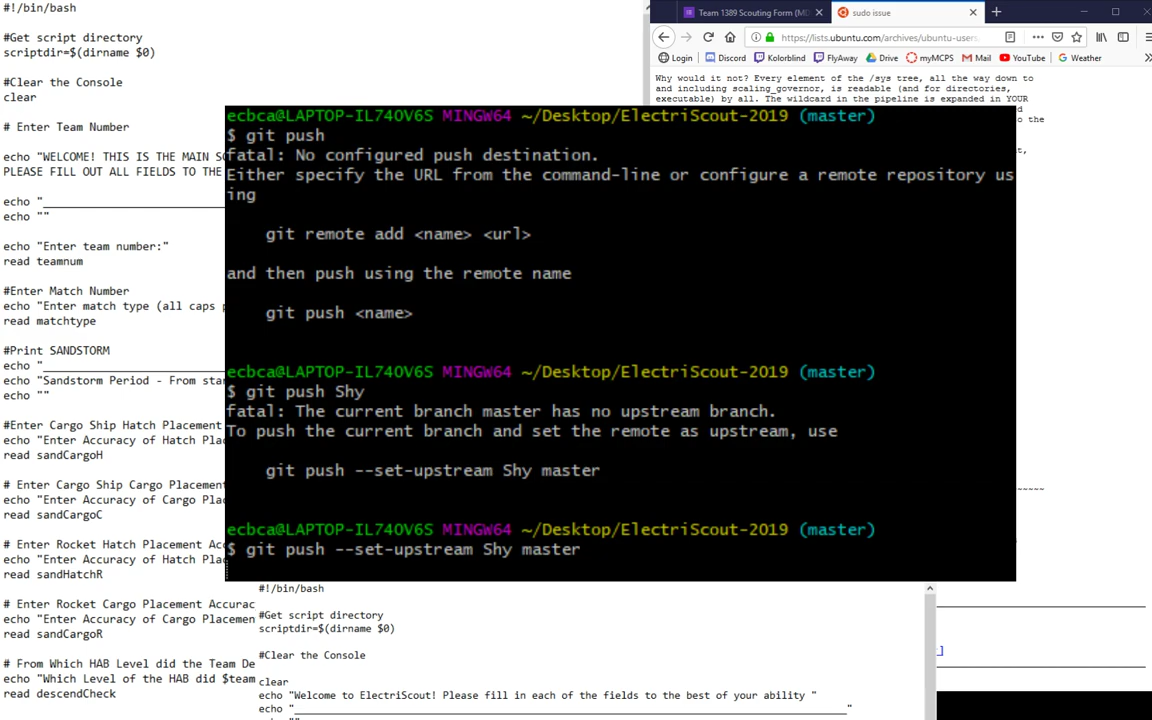 #!/bin/bash
#Get script directory
scriptdir=$(dirname $0)
#Clear the Console
clear
# Enter Team Number
echo "WELCOME! THIS IS THE MAIN
PLEASE FILL OUT ALL FIELDS TO THE
echo "
echo ""
echo "Enter team number:"
read teamnum
#Enter Match Number
echo "Enter match type (all caps
read matchtype
#Print SANDSTORM
echo "
echo "Sandstorm Period - From
echo ""
#Enter Cargo Ship Hatch Placement
echo "Enter Accuracy of Hatch
read sandCargoH
# Enter Cargo Ship Cargo
echo "Enter Accuracy of Cargo
read sandCargoC
# Enter Rocket Hatch Placement
echo "Enter Accuracy of Hatch
read sandHatchR
# Enter Rocket Cargo Placement
echo "Enter Accuracy of Cargo
read sandCargoR
# From Which HAB Level did the Team
echo "Which Level of the HAB did
read descendCheck
Team 1389 Scouting Form
sudo issue
https://lists.ubuntu.com/archives/ubuntu-users
Login Discord Kolorblind FlyAway Drive myMCPS Mail YouTube Weather
Why would it not? Every element of the /sys tree, all the way down to
and including scaling_governor, is readable (and for directories,
executable) by all. The wildcard in the pipeline is expanded in YOUR
to the
ecbca@LAPTOP-IL74OV6S MINGW64 ~/Desktop/ElectriScout-2019 (master)
$ git push
fatal: No configured push destination.
Either specify the URL from the command-line or configure a remote repository us
ing
git remote add <name> <url>
and then push using the remote name
git push <name>
ecbca@LAPTOP-IL74OV6S MINGW64 ~/Desktop/ElectriScout-2019 (master)
$ git push Shy
fatal: The current branch master has no upstream branch.
To push the current branch and set the remote as upstream, use
git push --set-upstream Shy master
ecbca@LAPTOP-IL74OV6S MINGW64 ~/Desktop/ElectriScout-2019 (master)
$ git push --set-upstream Shy master
#!/bin/bash
#Get script directory
scriptdir=$(dirname $0)
#Clear the Console
clear
echo "Welcome to ElectriScout! Please fill in each of the fields to the best of your ability "
echo "____"